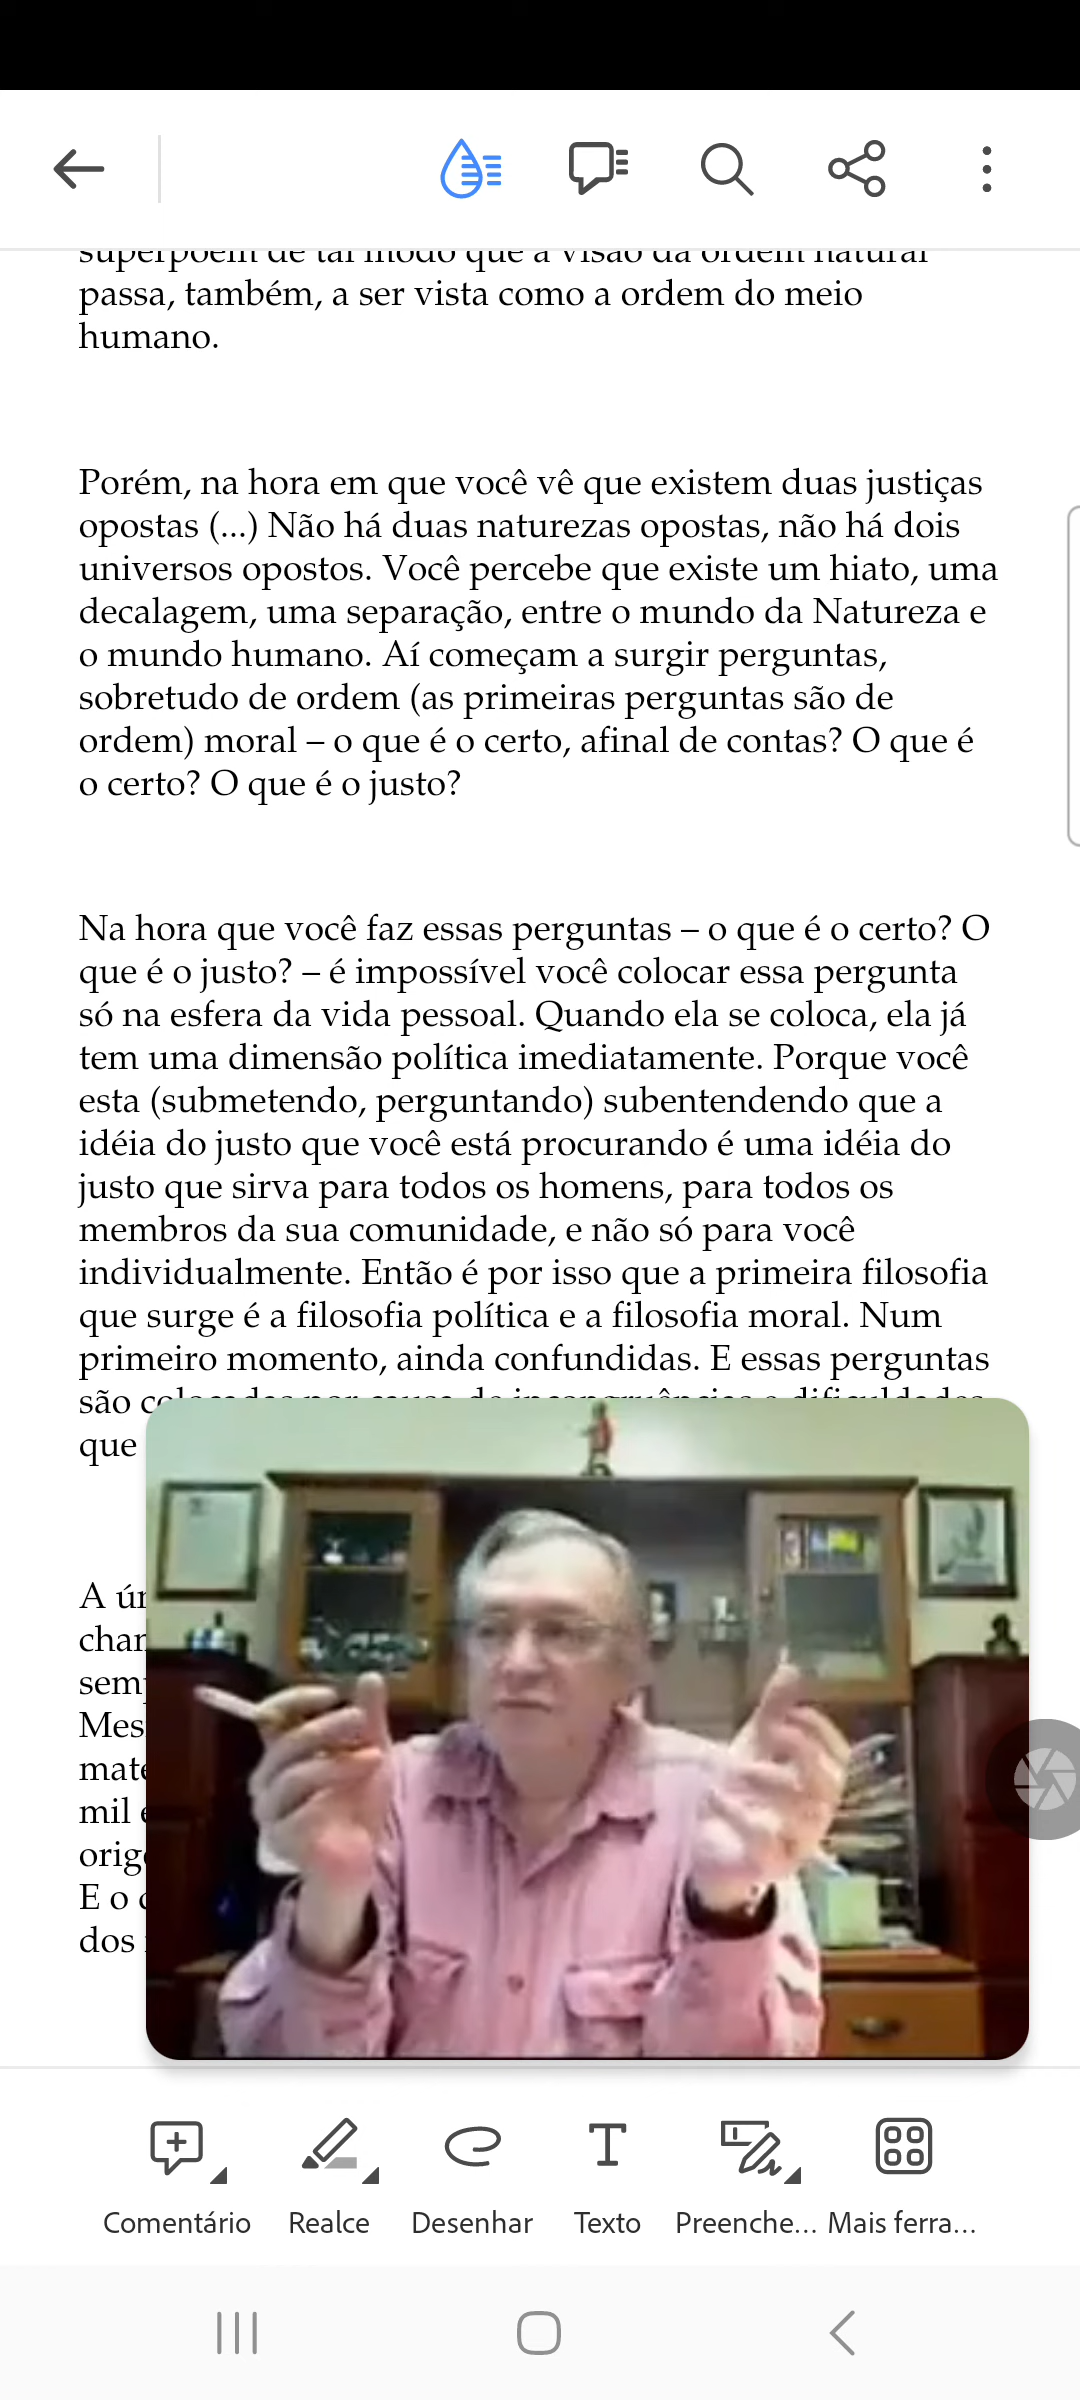 passa, também, a ser vista como a ordem do meio
humano.
Porém, na hora em que você vê que existem duas justiças
opostas (...) Não há duas naturezas opostas, não há dois
universos opostos. Você percebe que existe um hiato, uma
decalagem, uma separação, entre o mundo da Natureza e
o mundo humano. Aí começam a surgir perguntas,
sobretudo de ordem (as primeiras perguntas são de
ordem) moral – o que é o certo, afinal de contas? O que é
o certo? O que é o justo?
Na hora que você faz essas perguntas – o que é o certo? O
que é o justo? – é impossível você colocar essa pergunta
só na esfera da vida pessoal. Quando ela se coloca, ela já
tem uma dimensão política imediatamente. Porque você
esta (submetendo, perguntando) subentendendo que a
idéia do justo que você está procurando é uma idéia do
justo que sirva para todos os homens, para todos os
membros da sua comunidade, e não só para você
individualmente. Então é por isso que a primeira filosofia
que surge é a filosofia política e a filosofia moral. Num
primeiro momento, ainda confundidas. E essas perguntas
são
que
A
mil
E o
dos
Comentário
Realce
Desenhar
T
Texto
Preenche...
Mais ferra...